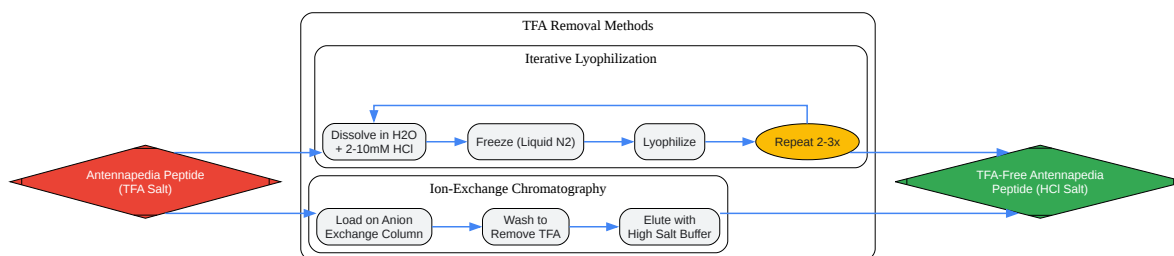 TFA Removal Methods
Iterative Lyophilization
Dissolve in H2O
+ 2-10mM HCl
Freeze (Liquid N2)
Lyophilize
Repeat 2-3x
Antennapedia Peptide
(TFA Salt)
TFA-Free Antennapedia
Peptide (HCl Salt)
Ion-Exchange Chromatography
Load on Anion
Exchange Column
Wash to
Remove TFA
Elute with
High Salt Buffer